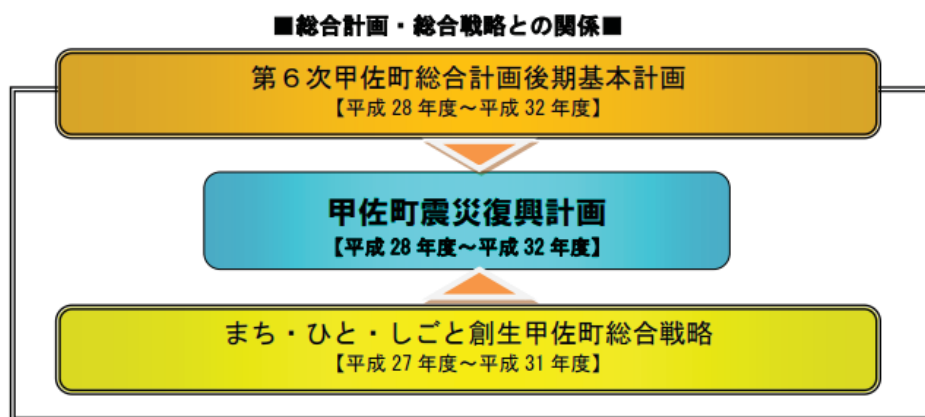 ■総合計画・総合戦略との関係■
第６次甲佐町総合計画後期基本計画
【平成 28 年度～平成 32 年度】
甲佐町震災復興計画
【平成 28 年度～平成 32 年度】
まち・ひと・しごと創生甲佐町総合戦略
【平成 27 年度～平成 31 年度】